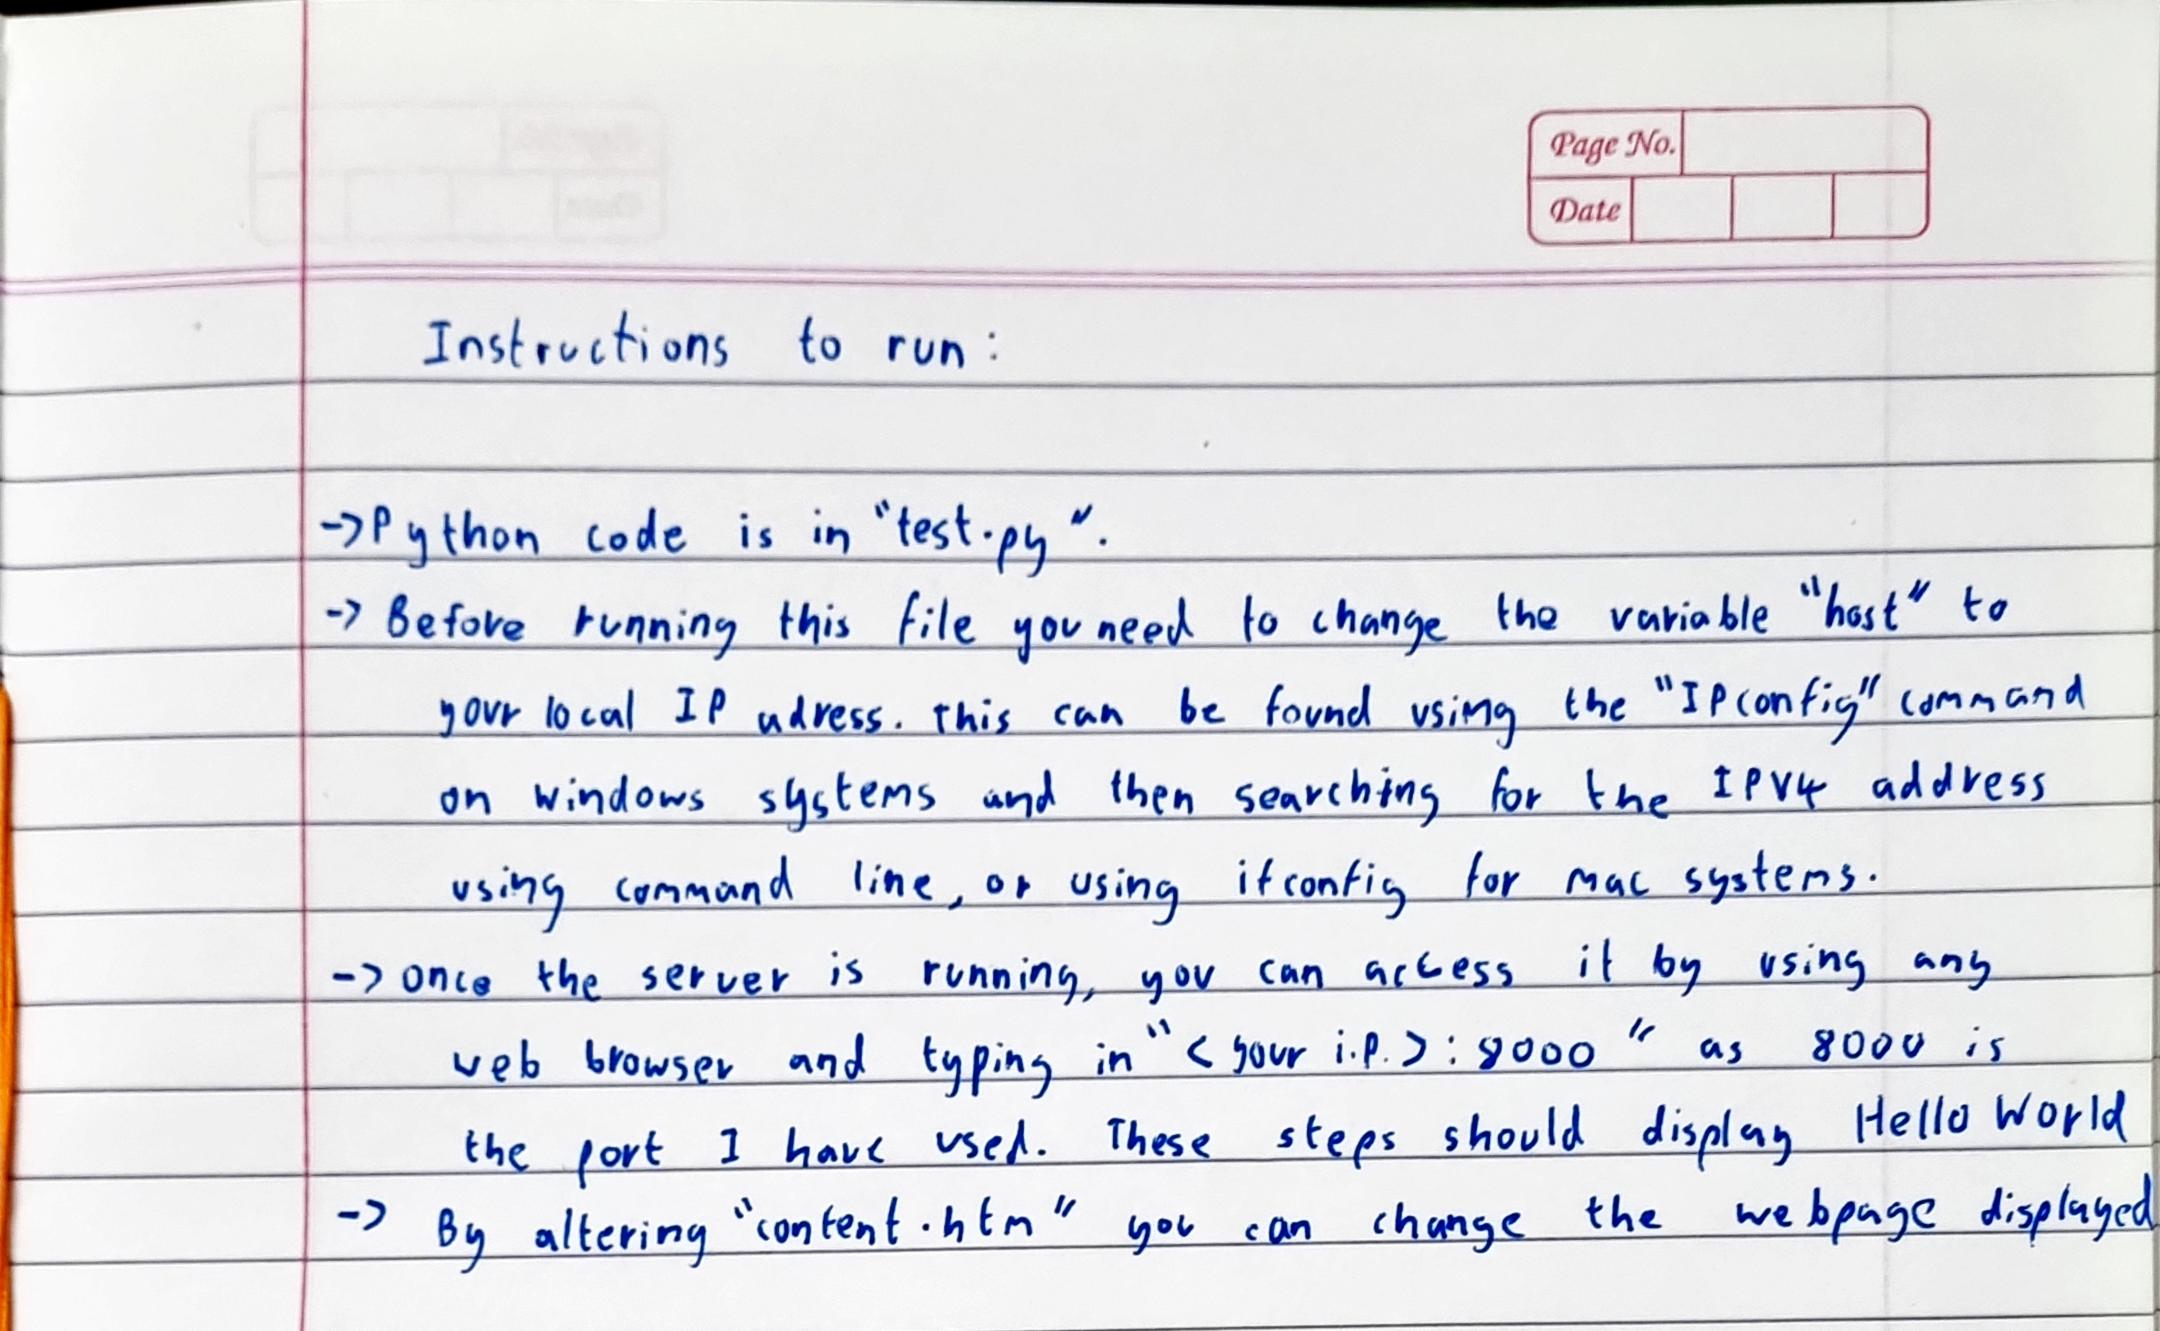 Page No.
Date
Instructions to run:
->Python code is in "test.py".
-> Before running this file you need to change the variable "host" to
your local IP adress. This can be found using the "IPconfig" command
on windows systems and then searching for the IPV4 address
using command line, or using ifconfig for mac systems.
-> once the server is running, you can access it by using any
web browser and typing in "<your i.p.>:8000" as 8000 is
the port I have used. These steps should display Hello World
-> By altering "content.htm" you can change the webpage displayed